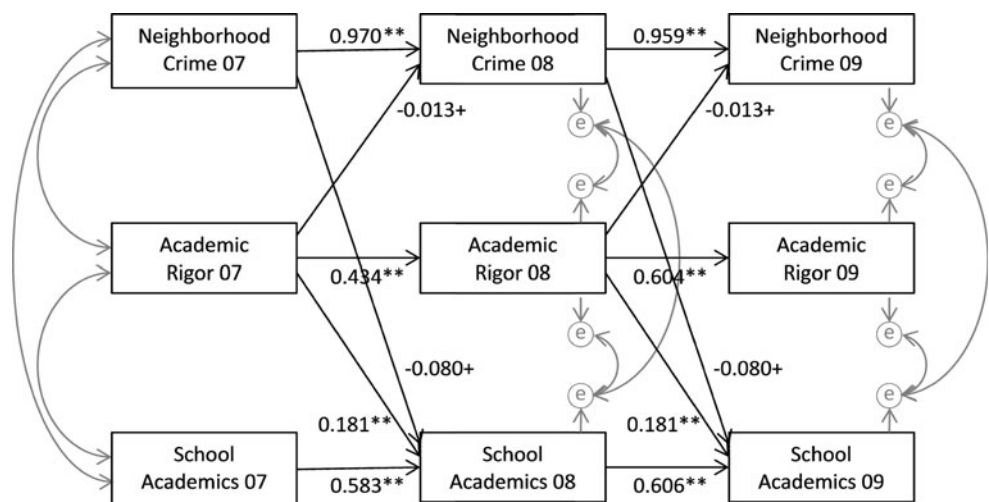 Neighborhood
Crime 07
0.970**
Neighborhood
Crime 08
0.959**
Neighborhood
Crime 09
-0.013+
-0.013+
e
e
e
e
Academic
Rigor 07
0.434**
Academic
Rigor 08
0.604**
Academic
Rigor 09
e
e
-0.080+
-0.080+
e
e
0.181**
0.181**
School
Academics 07
0.583**
School
Academics 08
0.606**
School
Academics 09